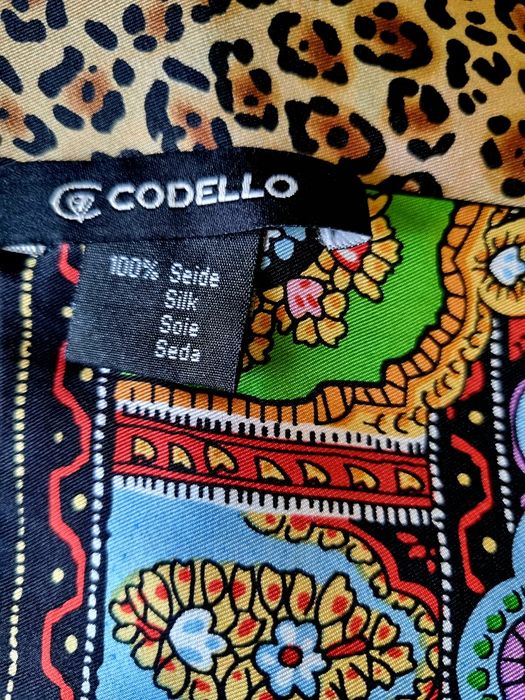 CODELLO
100% Seide
Silk
Soie
Seda